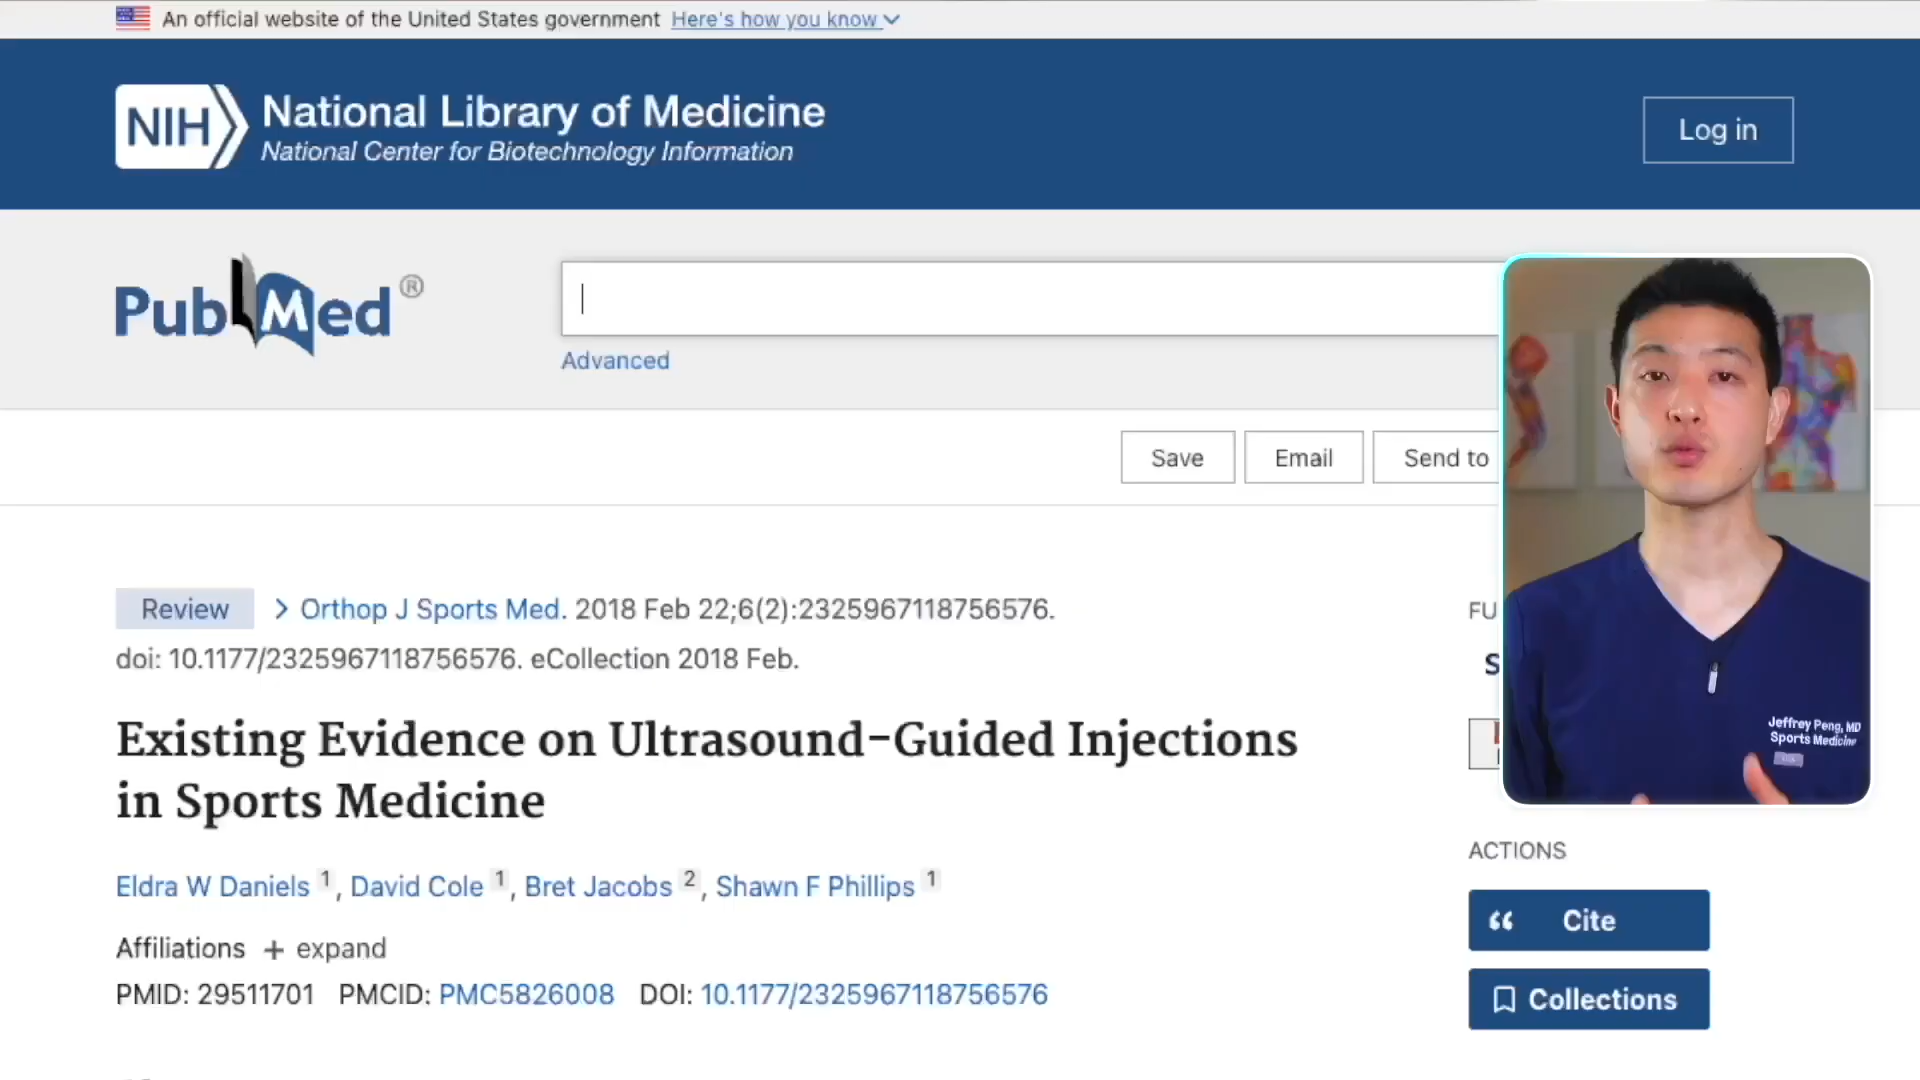 An official website of the United States government Here's how you know
NIH National Library of Medicine
National Center for Biotechnology Information
Log in
PubMed®
Advanced
Save Email Send to
Review > Orthop J Sports Med. 2018 Feb 22;6(2):2325967118756576.
doi: 10.1177/2325967118756576. eCollection 2018 Feb.
FU
S
Existing Evidence on Ultrasound-Guided Injections
in Sports Medicine
Jeffrey Peng, MD
Sports Medicine
Eldra W Daniels 1, David Cole 1, Bret Jacobs 2, Shawn F Phillips 1
Affiliations + expand
PMID: 29511701 PMCID: PMC5826008 DOI: 10.1177/2325967118756576
ACTIONS
Cite
Collections